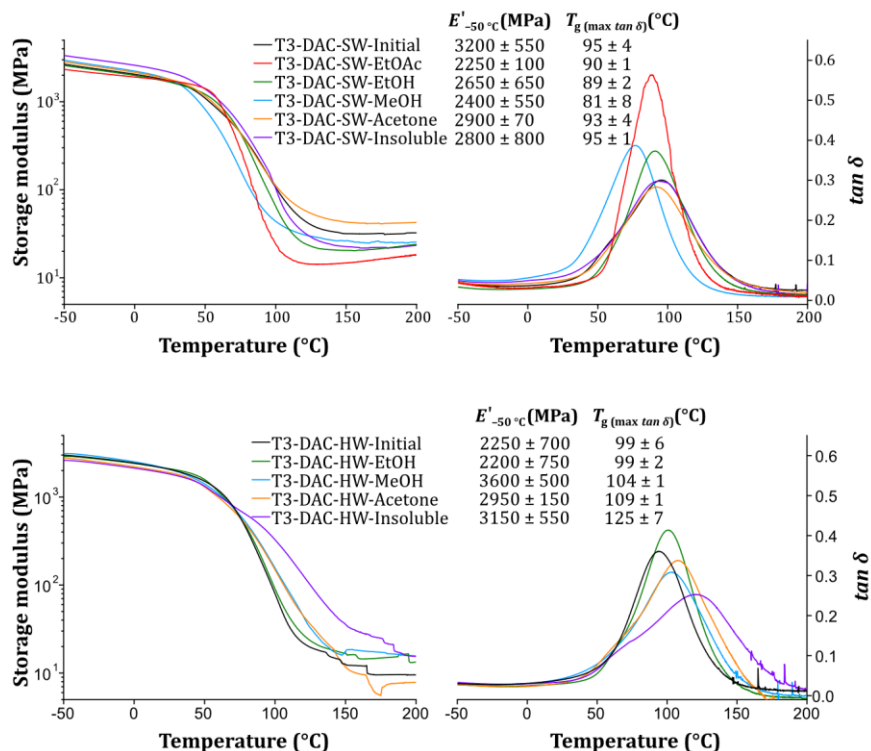 E'₋₅₀ °C (MPa) Tg (max tan δ) (°C)
T3-DAC-SW-Initial 3200 ± 550 95 ± 4
T3-DAC-SW-EtOAc 2250 ± 100 90 ± 1
T3-DAC-SW-EtOH 2650 ± 650 89 ± 2
T3-DAC-SW-MeOH 2400 ± 550 81 ± 8
T3-DAC-SW-Acetone 2900 ± 70 93 ± 4
T3-DAC-SW-Insoluble 2800 ± 800 95 ± 1
Storage modulus (MPa)
10³
10²
10¹
-50 0 50 100 150 200
Temperature (°C)
-50 0 50 100 150 200
Temperature (°C)
0.6
0.5
0.4
0.3
0.2
0.1
0.0
tan δ
E'₋₅₀ °C (MPa) Tg (max tan δ) (°C)
T3-DAC-HW-Initial 2250 ± 700 99 ± 6
T3-DAC-HW-EtOH 2200 ± 750 99 ± 2
T3-DAC-HW-MeOH 3600 ± 500 104 ± 1
T3-DAC-HW-Acetone 2950 ± 150 109 ± 1
T3-DAC-HW-Insoluble 3150 ± 550 125 ± 7
Storage modulus (MPa)
10³
10²
10¹
-50 0 50 100 150 200
Temperature (°C)
-50 0 50 100 150 200
Temperature (°C)
0.6
0.5
0.4
0.3
0.2
0.1
0.0
tan δ